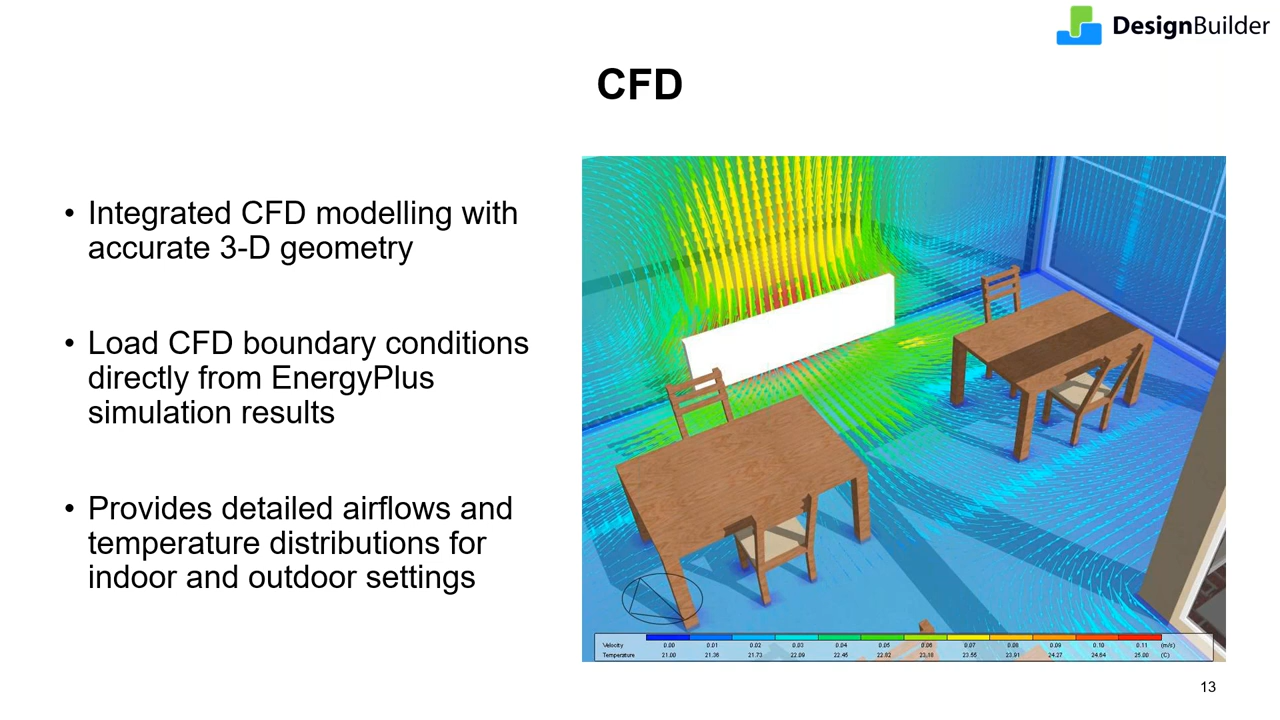 DesignBuilder
CFD
• Integrated CFD modelling with
accurate 3-D geometry
• Load CFD boundary conditions
directly from EnergyPlus
simulation results
• Provides detailed airflows and
temperature distributions for
indoor and outdoor settings
Velocity 0.00 0.01 0.02 0.03 0.04 0.05 0.06 0.07 0.08 0.09 0.10 0.11 (m/s)
Temperature 21.00 21.36 21.73 22.09 22.45 22.82 23.18 23.55 23.91 24.27 24.64 25.00 (C)
13